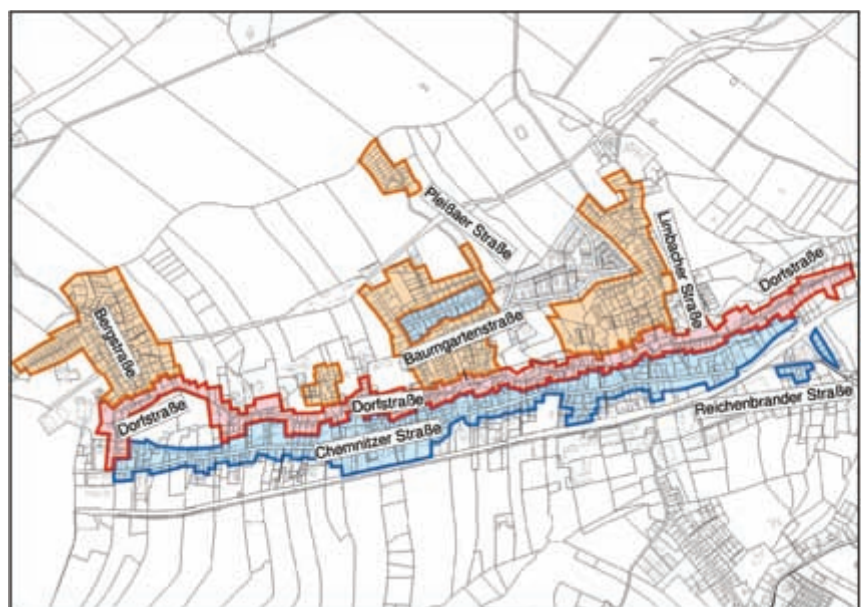 Pleißaer Straße
Limbacher Straße
Dorfstraße
Bergstraße
Baumgartenstraße
Dorfstraße
Dorfstraße
Chemnitzer Straße
Reichenbrander Straße